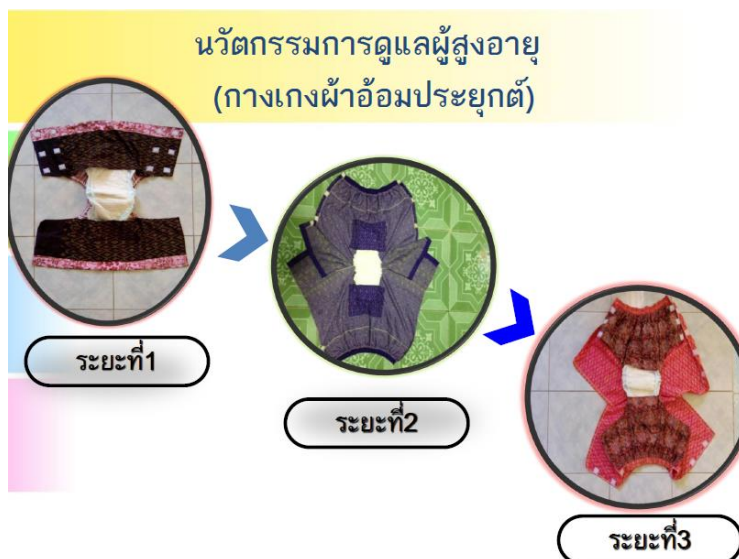 นวัตกรรมการดูแลผู้สูงอายุ
(กางเกงผ้าอ้อมประยุกต์)
ระยะที่1
ระยะที่2
ระยะที่3